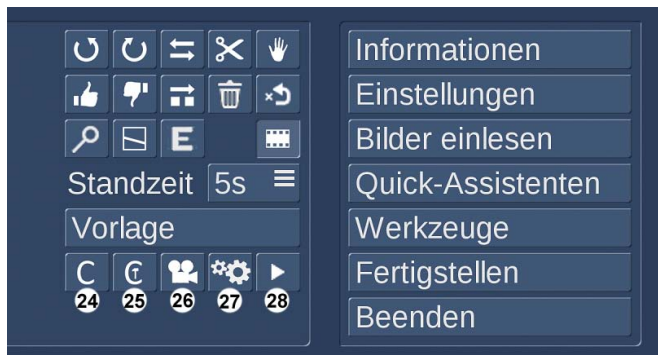 E
Standzeit 5s
Vorlage
C C T
24 25 26 27 28
Informationen
Einstellungen
Bilder einlesen
Quick-Assistenten
Werkzeuge
Fertigstellen
Beenden